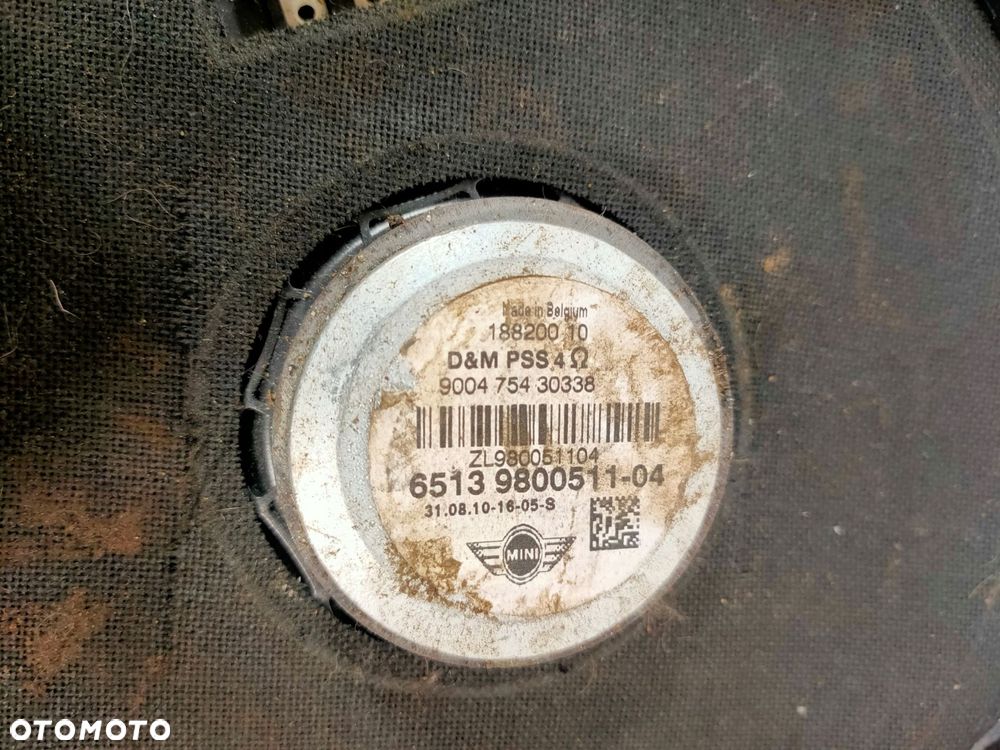 Made in Belgium
188200 10
D&M PSS 4 Ω
9004 754 30338
ZL980051104
6513 9800511-04
31.08.10-16-05-S
MINI
OTOMOTO